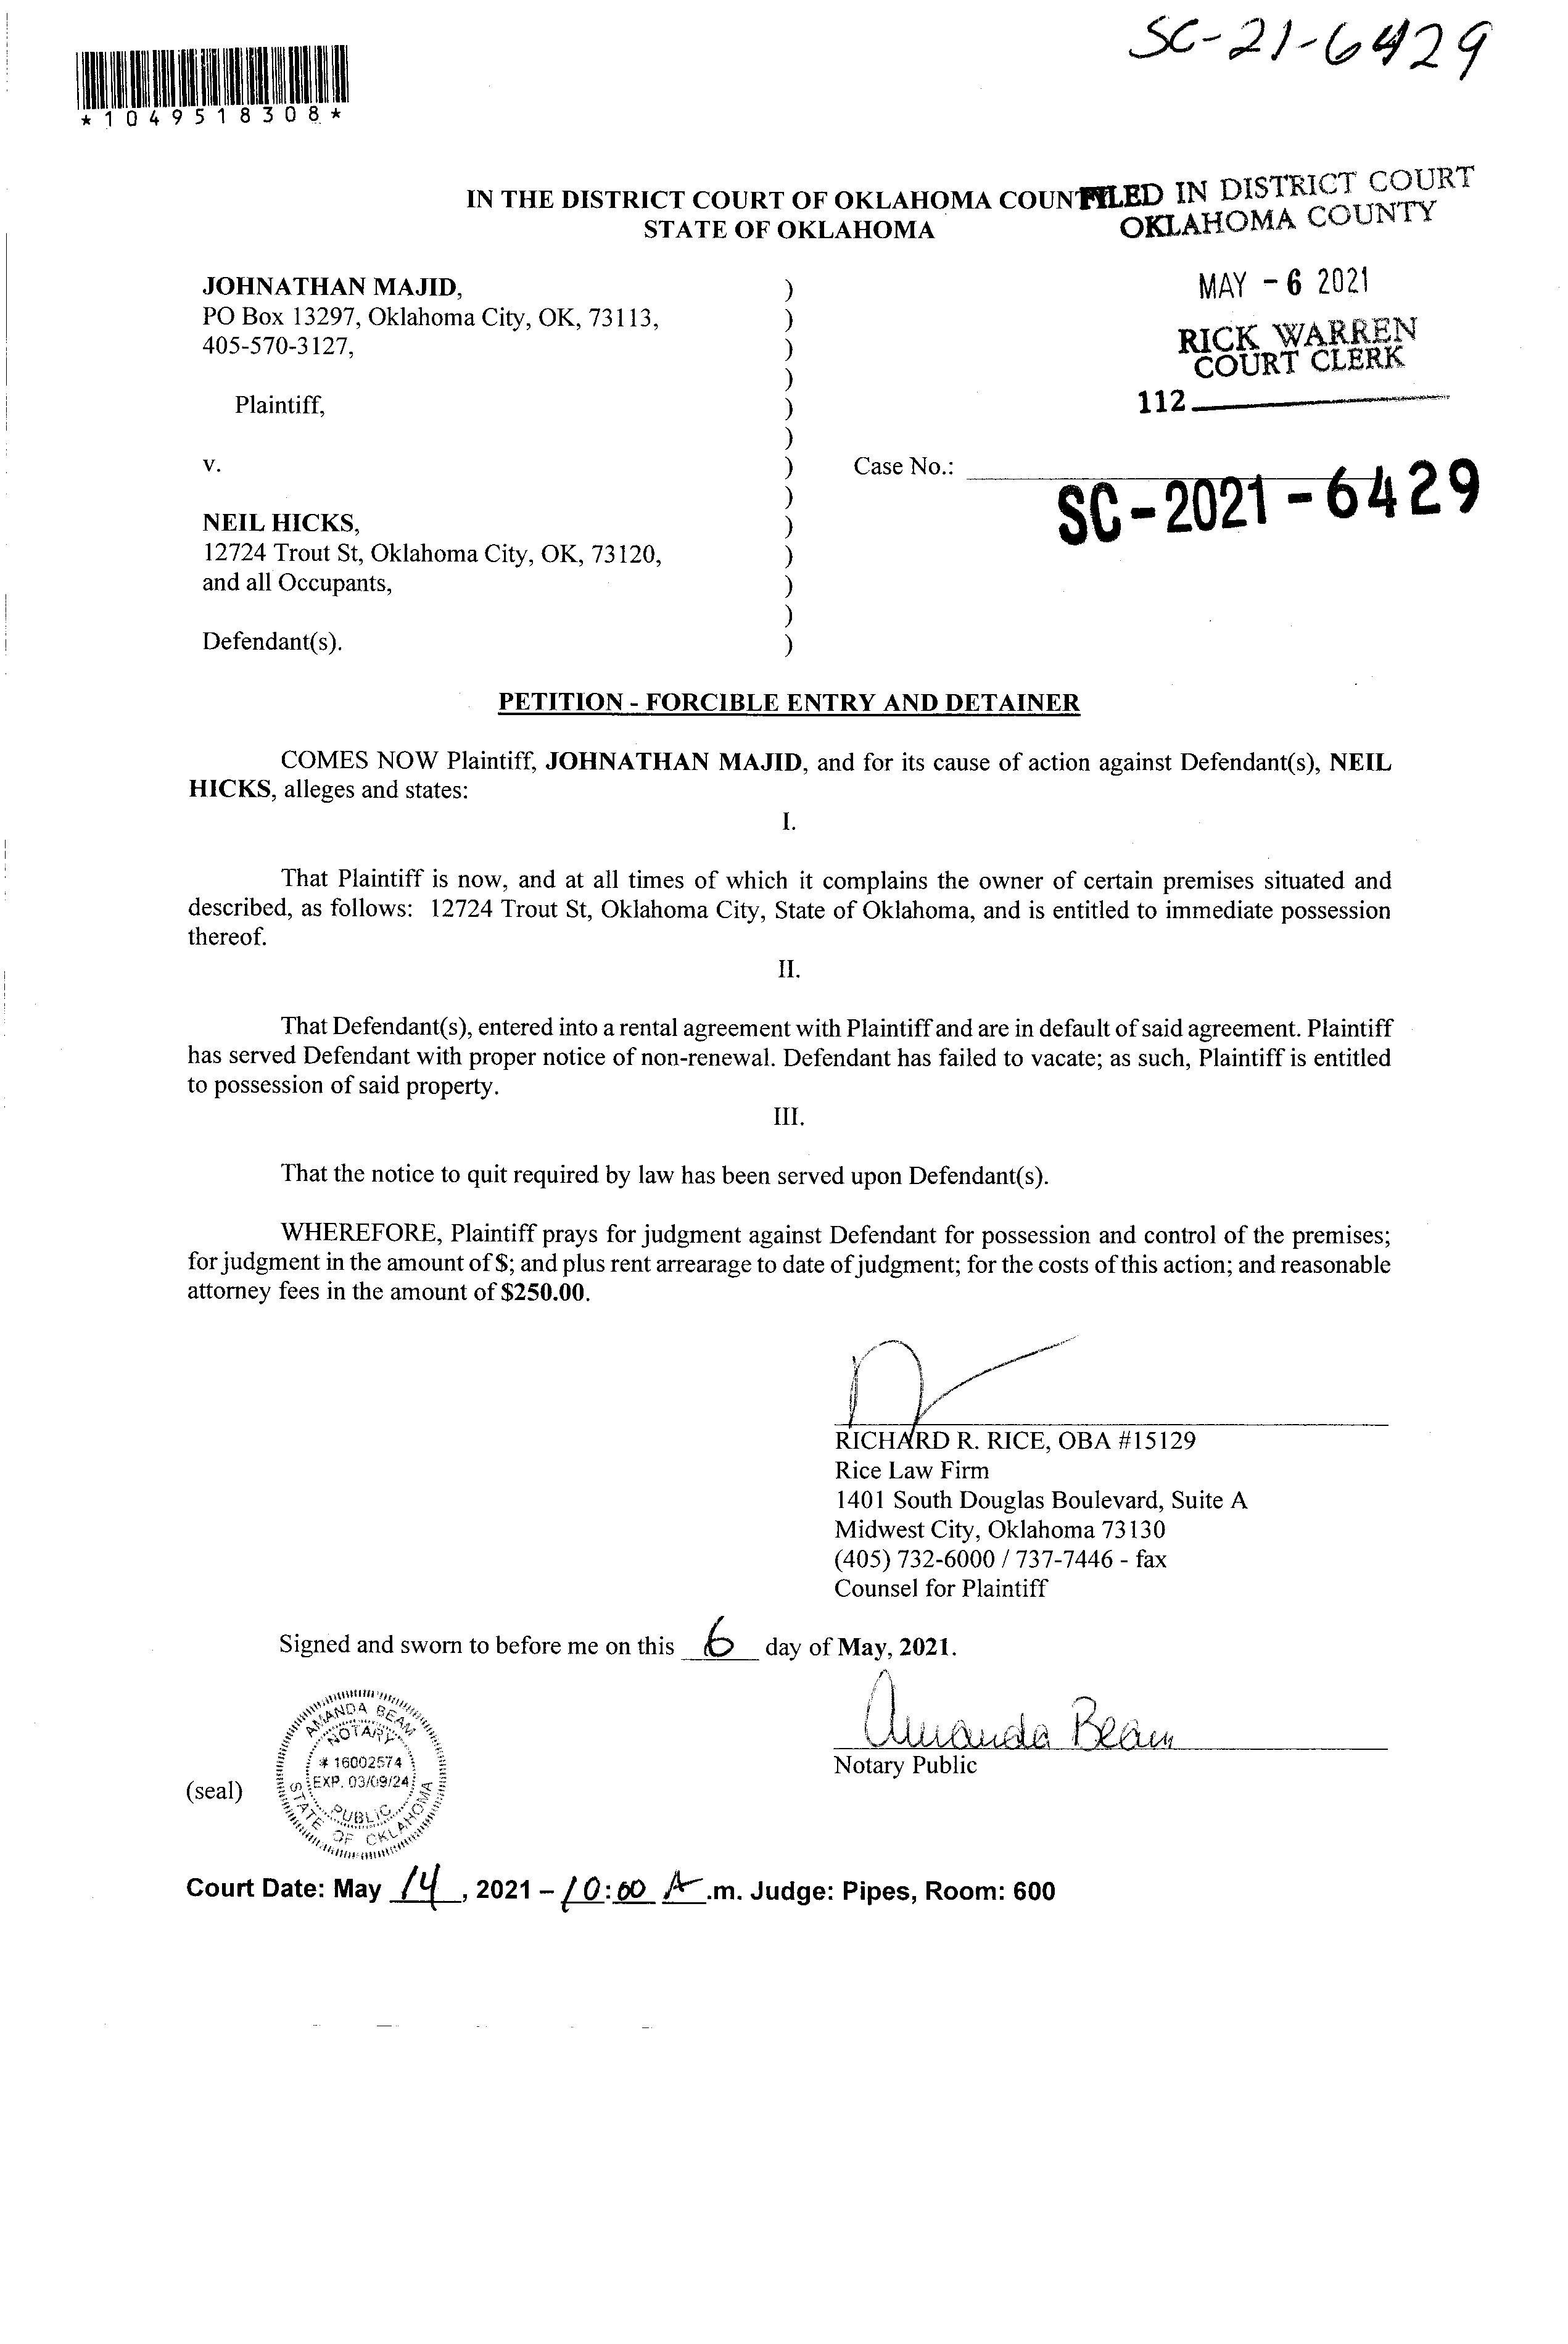 SC-21-6429
*1049518308*
IN THE DISTRICT COURT OF OKLAHOMA COUNTY
STATE OF OKLAHOMA
FILED IN DISTRICT COURT
OKLAHOMA COUNTY
MAY - 6 2021
RICK WARREN
COURT CLERK
112
JOHNATHAN MAJID, )
PO Box 13297, Oklahoma City, OK, 73113, )
405-570-3127, )
)
Plaintiff, )
)
v. ) Case No.:
SC-2021-6429
)
NEIL HICKS, )
12724 Trout St, Oklahoma City, OK, 73120, )
and all Occupants, )
)
Defendant(s). )
PETITION - FORCIBLE ENTRY AND DETAINER
COMES NOW Plaintiff, JOHNATHAN MAJID, and for its cause of action against Defendant(s), NEIL
HICKS, alleges and states:
I.
That Plaintiff is now, and at all times of which it complains the owner of certain premises situated and
described, as follows: 12724 Trout St, Oklahoma City, State of Oklahoma, and is entitled to immediate possession
thereof.
II.
That Defendant(s), entered into a rental agreement with Plaintiff and are in default of said agreement. Plaintiff
has served Defendant with proper notice of non-renewal. Defendant has failed to vacate; as such, Plaintiff is entitled
to possession of said property.
III.
That the notice to quit required by law has been served upon Defendant(s).
WHEREFORE, Plaintiff prays for judgment against Defendant for possession and control of the premises;
for judgment in the amount of $; and plus rent arrearage to date of judgment; for the costs of this action; and reasonable
attorney fees in the amount of $250.00.
RICHARD R. RICE, OBA #15129
Rice Law Firm
1401 South Douglas Boulevard, Suite A
Midwest City, Oklahoma 73130
(405) 732-6000 / 737-7446 - fax
Counsel for Plaintiff
Signed and sworn to before me on this 6 day of May, 2021.
Amanda Beam
Notary Public
(seal)
AMANDA BEAM
NOTARY
# 16002574
EXP. 03/09/24
PUBLIC
STATE OF OKLAHOMA
Court Date: May 14, 2021 – 10:00 A.m. Judge: Pipes, Room: 600